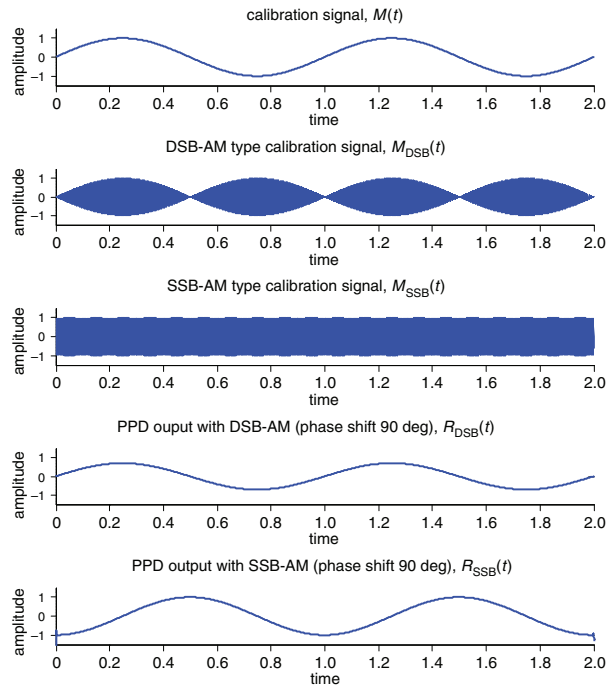 calibration signal, M(t)
amplitude
1
0
−1
0 0.2 0.4 0.6 0.8 1.0 1.2 1.4 1.6 1.8 2.0
time
DSB-AM type calibration signal, M_DSB(t)
amplitude
1
0
−1
0 0.2 0.4 0.6 0.8 1.0 1.2 1.4 1.6 1.8 2.0
time
SSB-AM type calibration signal, M_SSB(t)
amplitude
1
0
−1
0 0.2 0.4 0.6 0.8 1.0 1.2 1.4 1.6 1.8 2.0
time
PPD ouput with DSB-AM (phase shift 90 deg), R_DSB(t)
amplitude
1
0
−1
0 0.2 0.4 0.6 0.8 1.0 1.2 1.4 1.6 1.8 2.0
time
PPD output with SSB-AM (phase shift 90 deg), R_SSB(t)
amplitude
1
0
−1
0 0.2 0.4 0.6 0.8 1.0 1.2 1.4 1.6 1.8 2.0
time